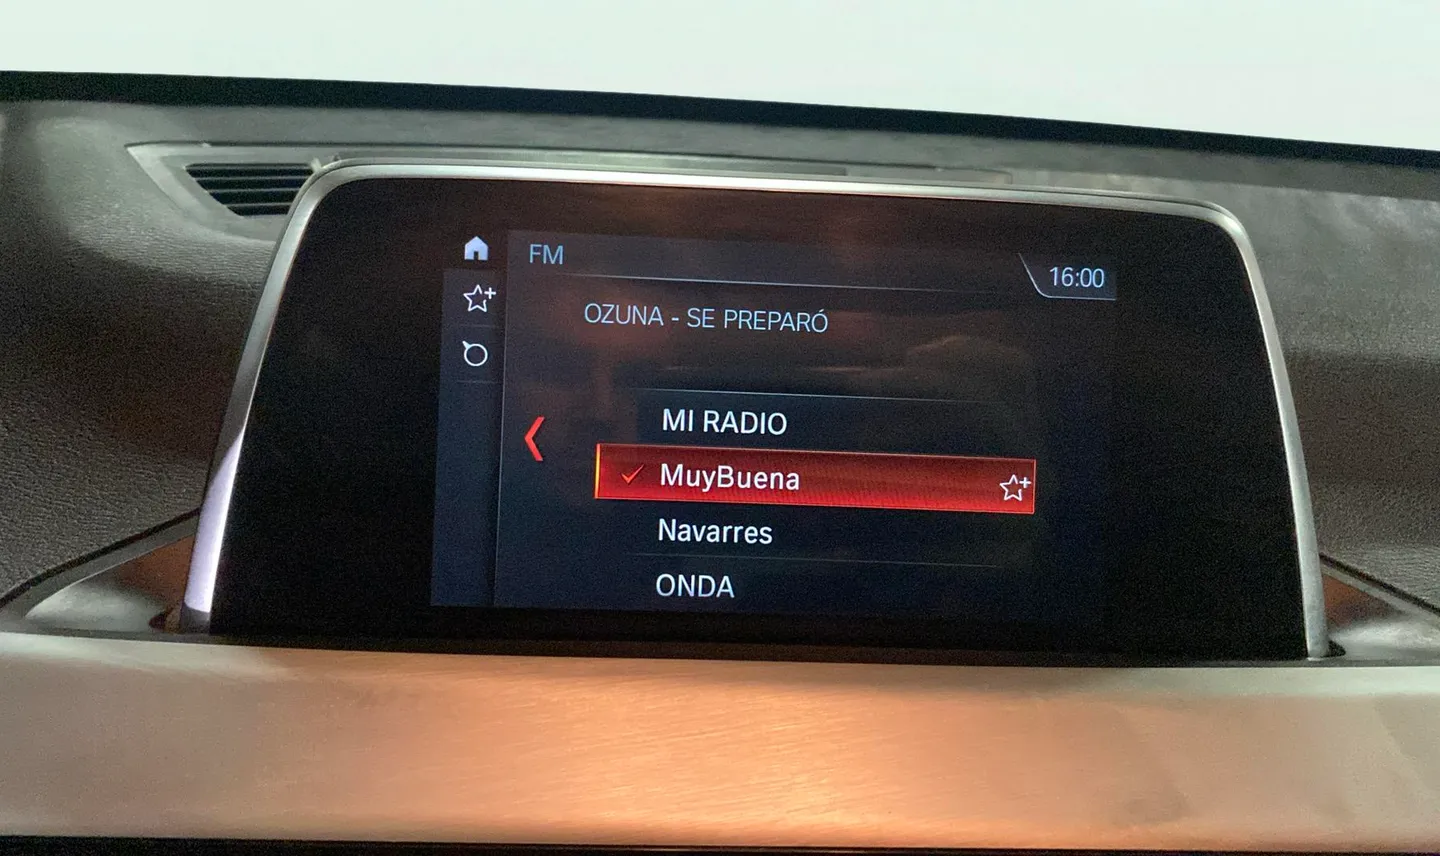 FM
16:00
OZUNA - SE PREPARÓ
MI RADIO
MuyBuena
Navarres
ONDA